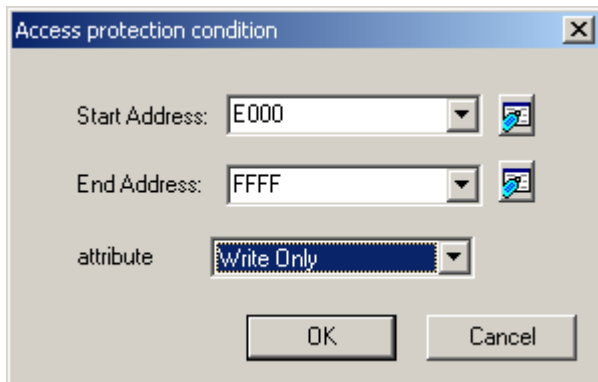 Access protection condition
Start Address: E000
End Address: FFFF
attribute Write Only
OK Cancel